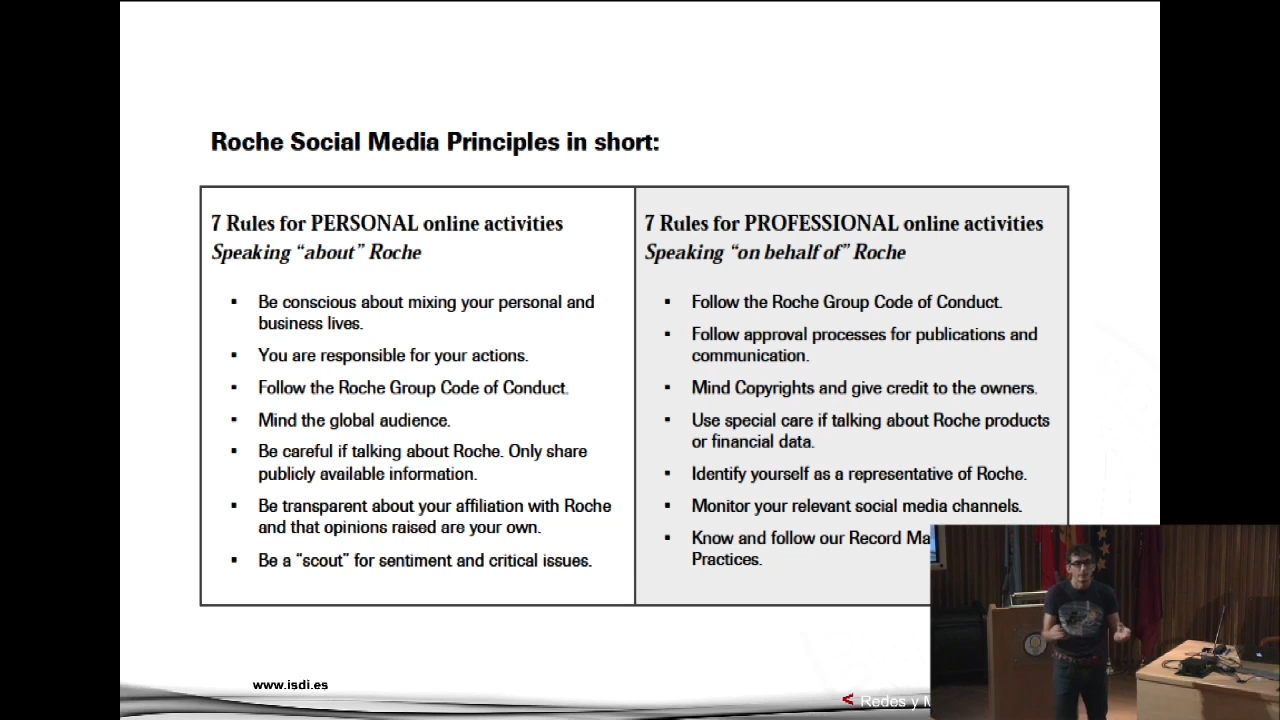 Roche Social Media Principles in short:
7 Rules for PERSONAL online activities
Speaking “about” Roche
▪ Be conscious about mixing your personal and
business lives.
▪ You are responsible for your actions.
▪ Follow the Roche Group Code of Conduct.
▪ Mind the global audience.
▪ Be careful if talking about Roche. Only share
publicly available information.
▪ Be transparent about your affiliation with Roche
and that opinions raised are your own.
▪ Be a “scout” for sentiment and critical issues.
7 Rules for PROFESSIONAL online activities
Speaking “on behalf of” Roche
▪ Follow the Roche Group Code of Conduct.
▪ Follow approval processes for publications and
communication.
▪ Mind Copyrights and give credit to the owners.
▪ Use special care if talking about Roche products
or financial data.
▪ Identify yourself as a representative of Roche.
▪ Monitor your relevant social media channels.
▪ Know and follow our Record
Practices.
www.isdi.es
Redes y